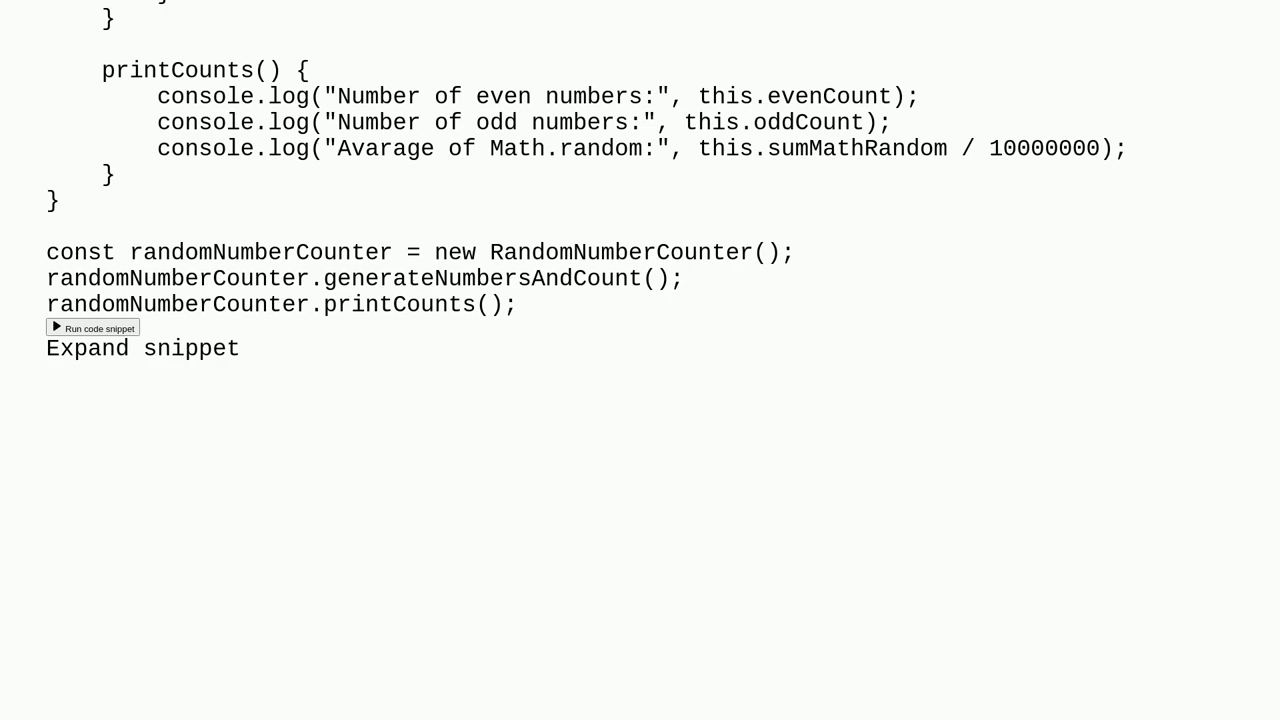 }
printCounts() {
console.log("Number of even numbers:", this.evenCount);
console.log("Number of odd numbers:", this.oddCount);
console.log("Avarage of Math.random:", this.sumMathRandom / 10000000);
}
}
const randomNumberCounter = new RandomNumberCounter();
randomNumberCounter.generateNumbersAndCount();
randomNumberCounter.printCounts();
Run code snippet
Expand snippet